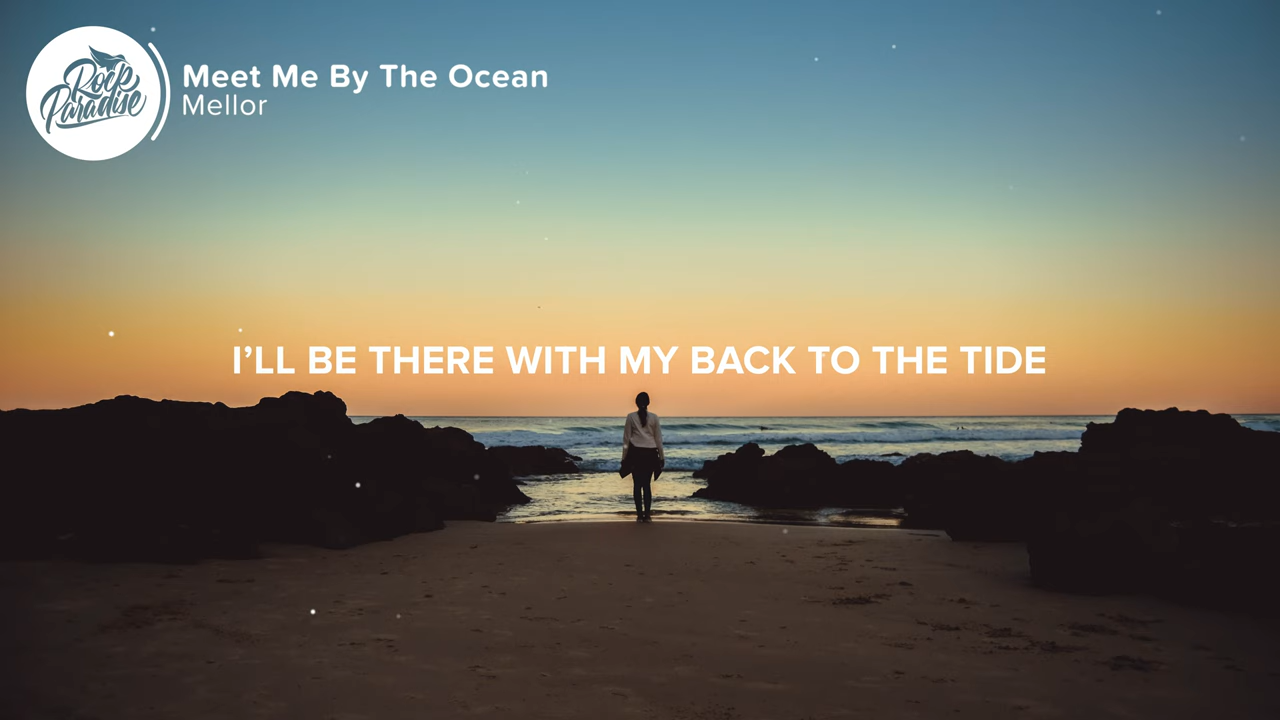 Rock
Paradise
Meet Me By The Ocean
Mellor
I’LL BE THERE WITH MY BACK TO THE TIDE